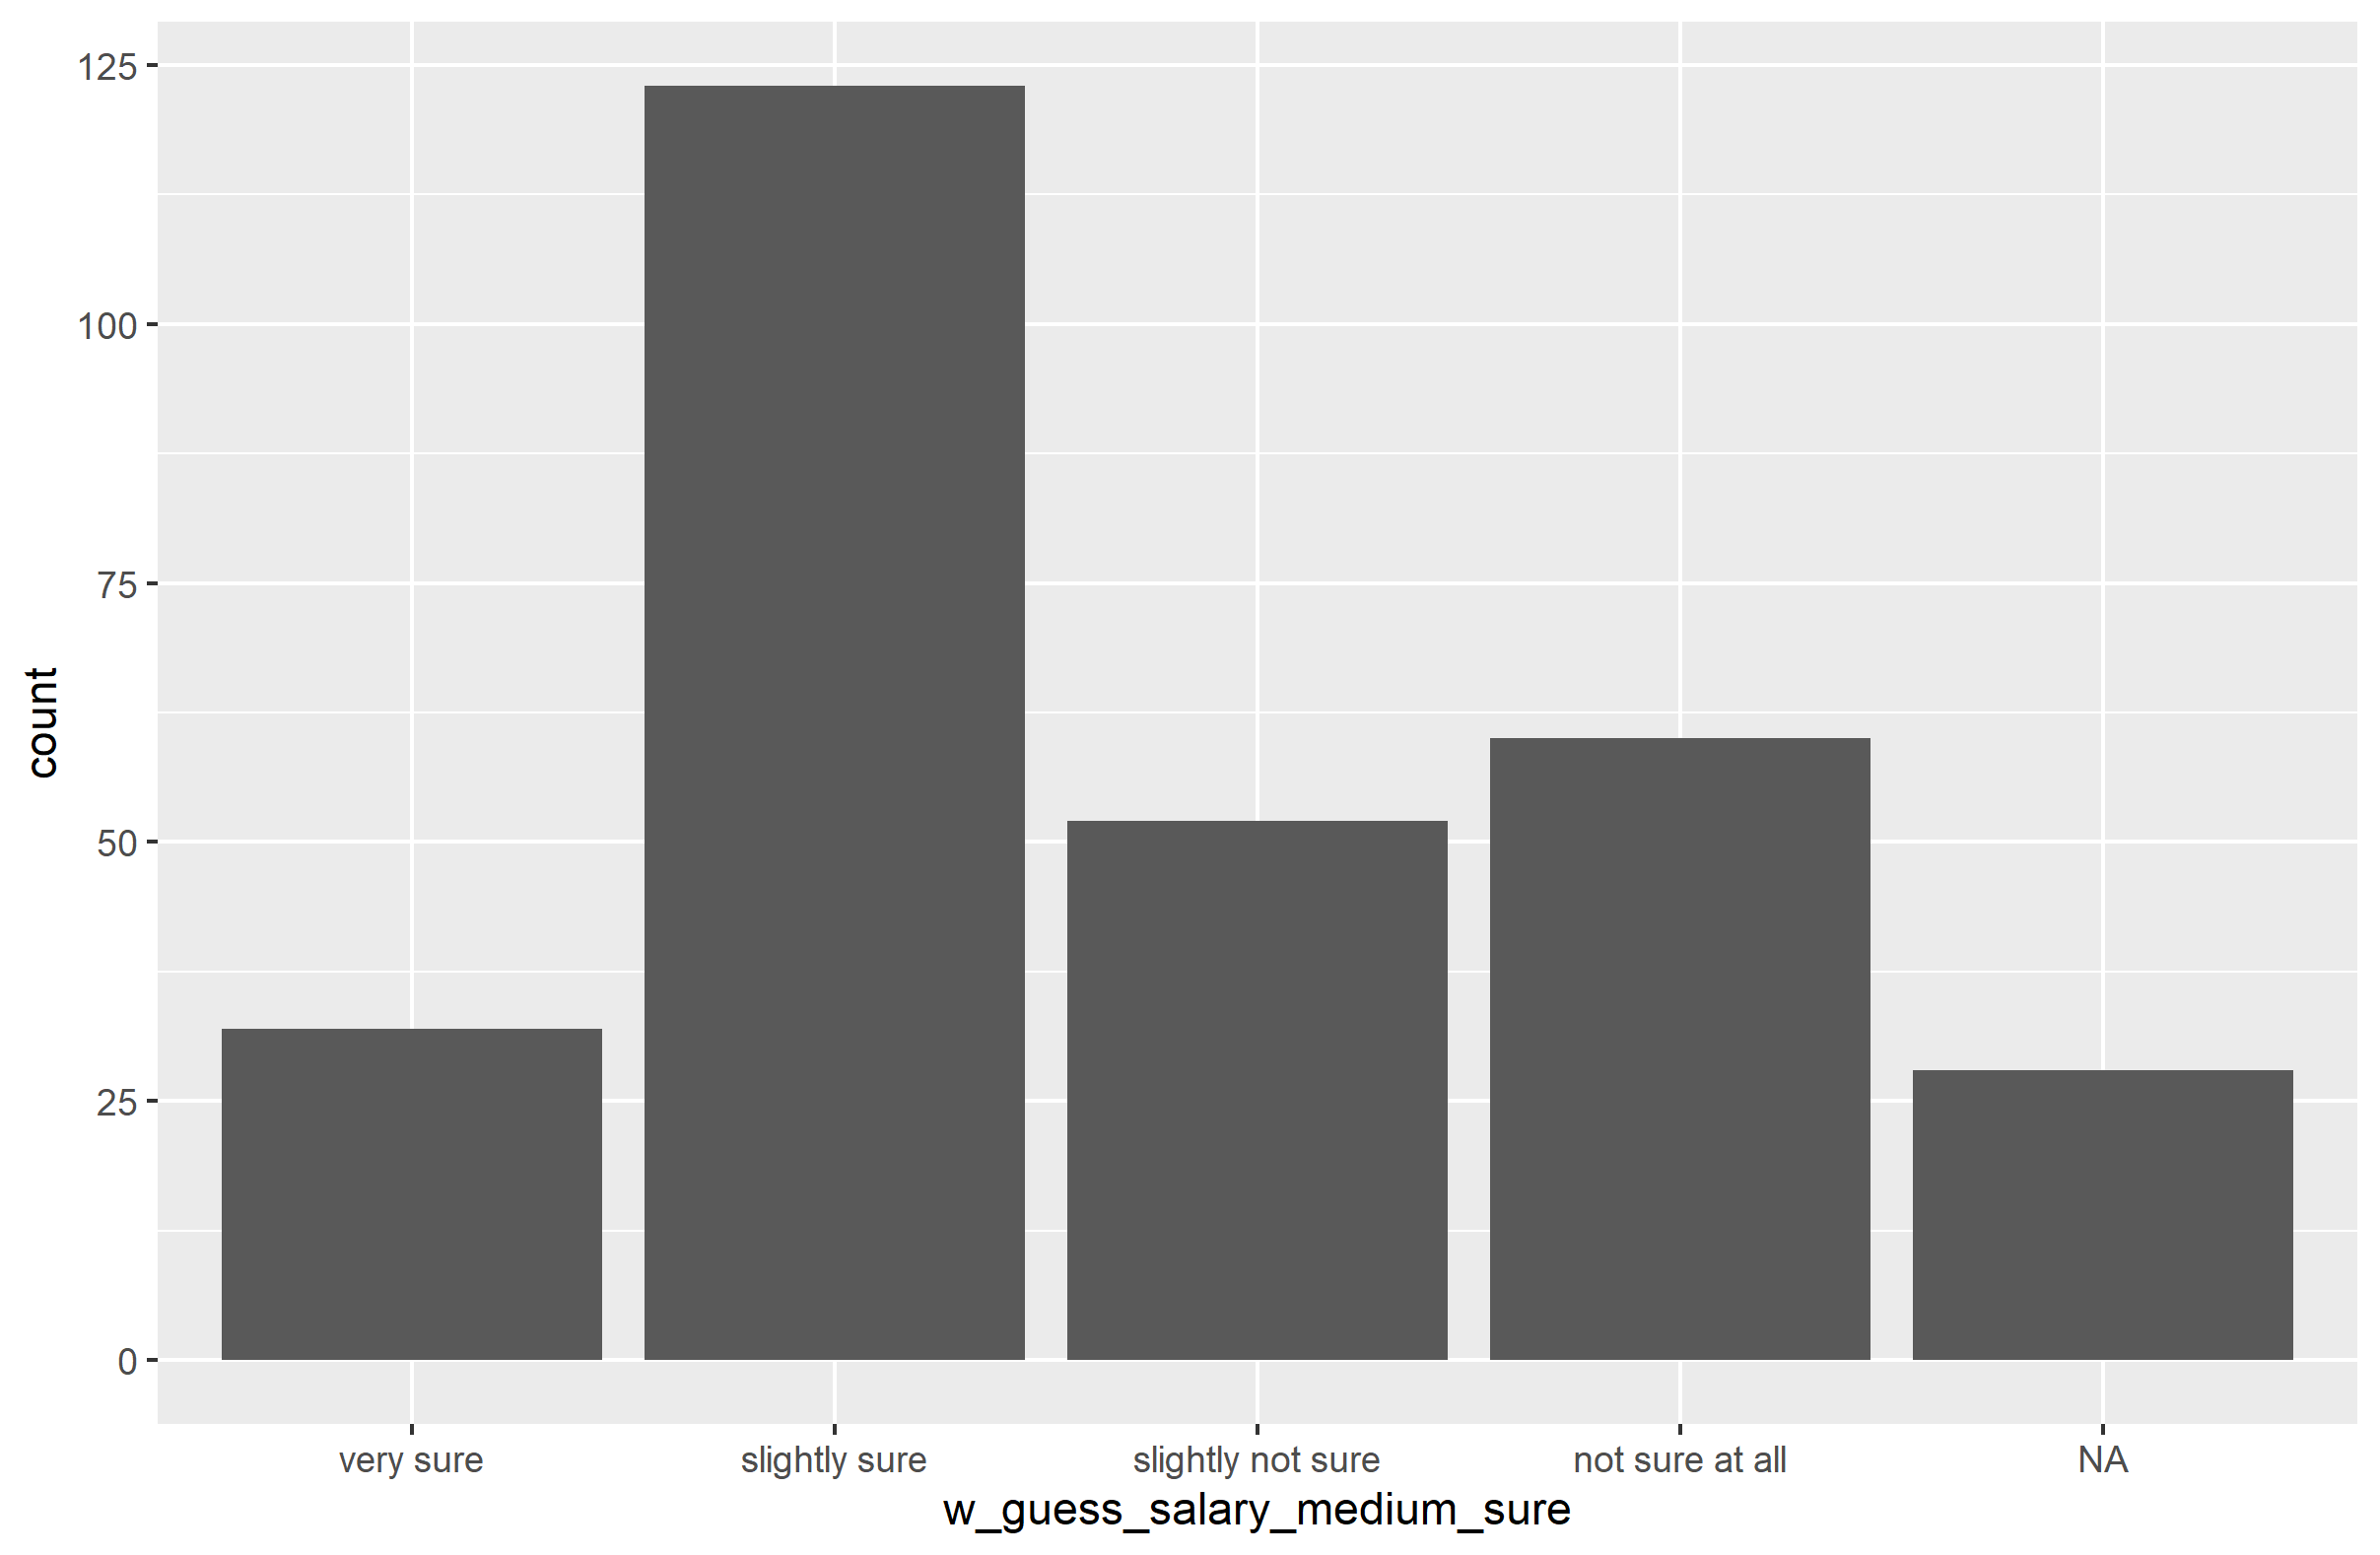 125
100
75
50
25
0
count
very sure
slightly sure
slightly not sure
not sure at all
NA
w_guess_salary_medium_sure